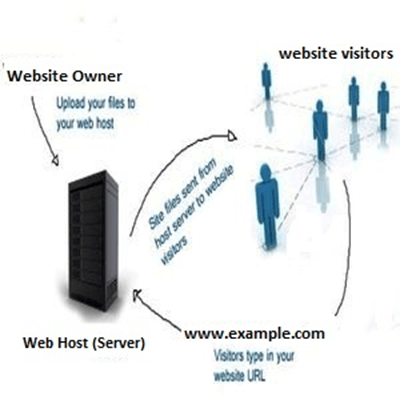 website visitors
Website Owner
Upload your files to
your web host
Site files sent from
host server to website
visitors
www.example.com
Web Host (Server)
Visitors type in your
website URL